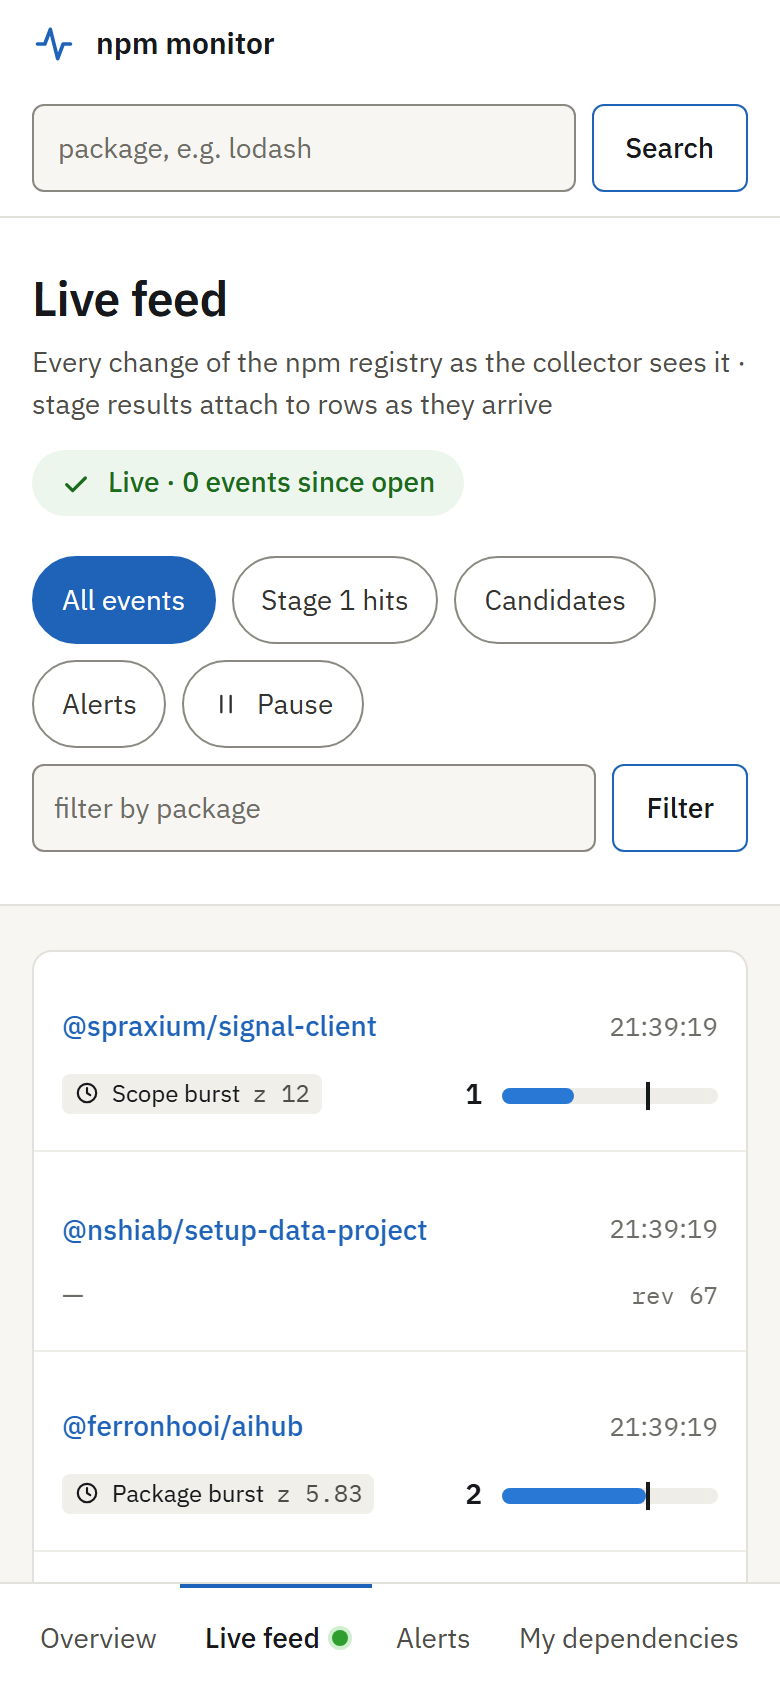 npm monitor
package, e.g. lodash
Search
Live feed
Every change of the npm registry as the collector sees it ·
stage results attach to rows as they arrive
Live · 0 events since open
All events
Stage 1 hits
Candidates
Alerts
Pause
filter by package
Filter
@spraxium/signal-client 21:39:19
Scope burst z 12 1
@nshiab/setup-data-project 21:39:19
— rev 67
@ferronhooi/aihub 21:39:19
Package burst z 5.83 2
Overview
Live feed
Alerts
My dependencies